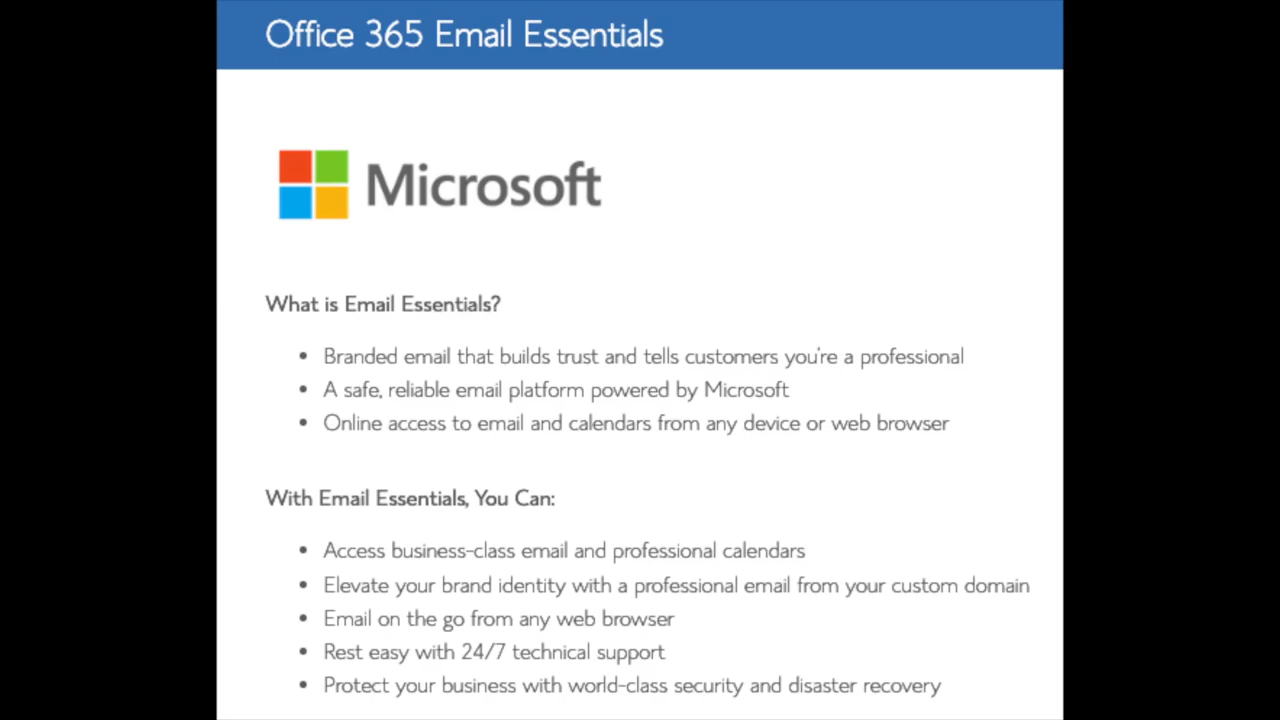 Office 365 Email Essentials
Microsoft
What is Email Essentials?
• Branded email that builds trust and tells customers you're a professional
• A safe, reliable email platform powered by Microsoft
• Online access to email and calendars from any device or web browser
With Email Essentials, You Can:
• Access business-class email and professional calendars
• Elevate your brand identity with a professional email from your custom domain
• Email on the go from any web browser
• Rest easy with 24/7 technical support
• Protect your business with world-class security and disaster recovery